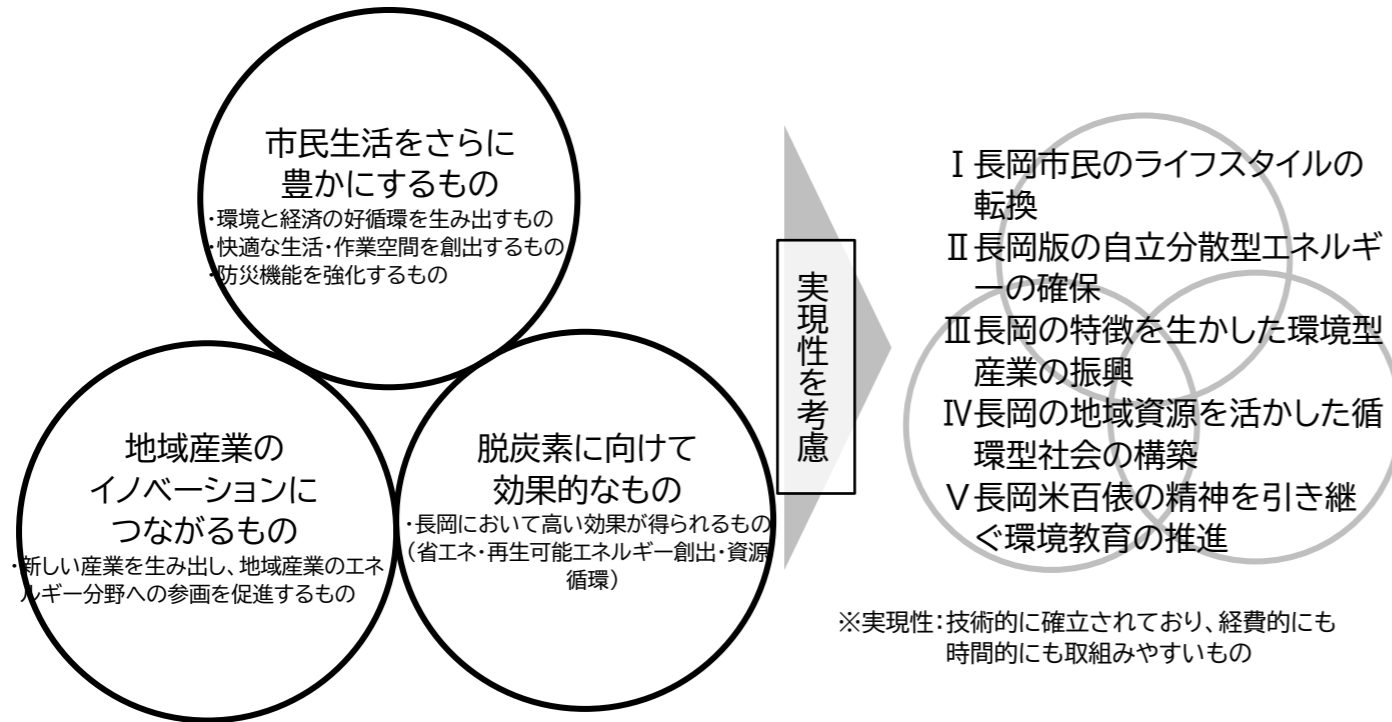 市民生活をさらに
豊かにするもの
・環境と経済の好循環を生み出すもの
・快適な生活・作業空間を創出するもの
・防災機能を強化するもの
地域産業の
イノベーションに
つながるもの
・新しい産業を生み出し、地域産業のエネ
ルギー分野への参画を促進するもの
脱炭素に向けて
効果的なもの
・長岡において高い効果が得られるもの
（省エネ・再生可能エネルギー創出・資源
循環）
実現性を考慮
Ⅰ長岡市民のライフスタイルの
転換
Ⅱ長岡版の自立分散型エネルギ
ーの確保
Ⅲ長岡の特徴を生かした環境型
産業の振興
Ⅳ長岡の地域資源を活かした循
環型社会の構築
Ⅴ長岡米百俵の精神を引き継
ぐ環境教育の推進
※実現性：技術的に確立されており、経費的にも
時間的にも取組みやすいもの